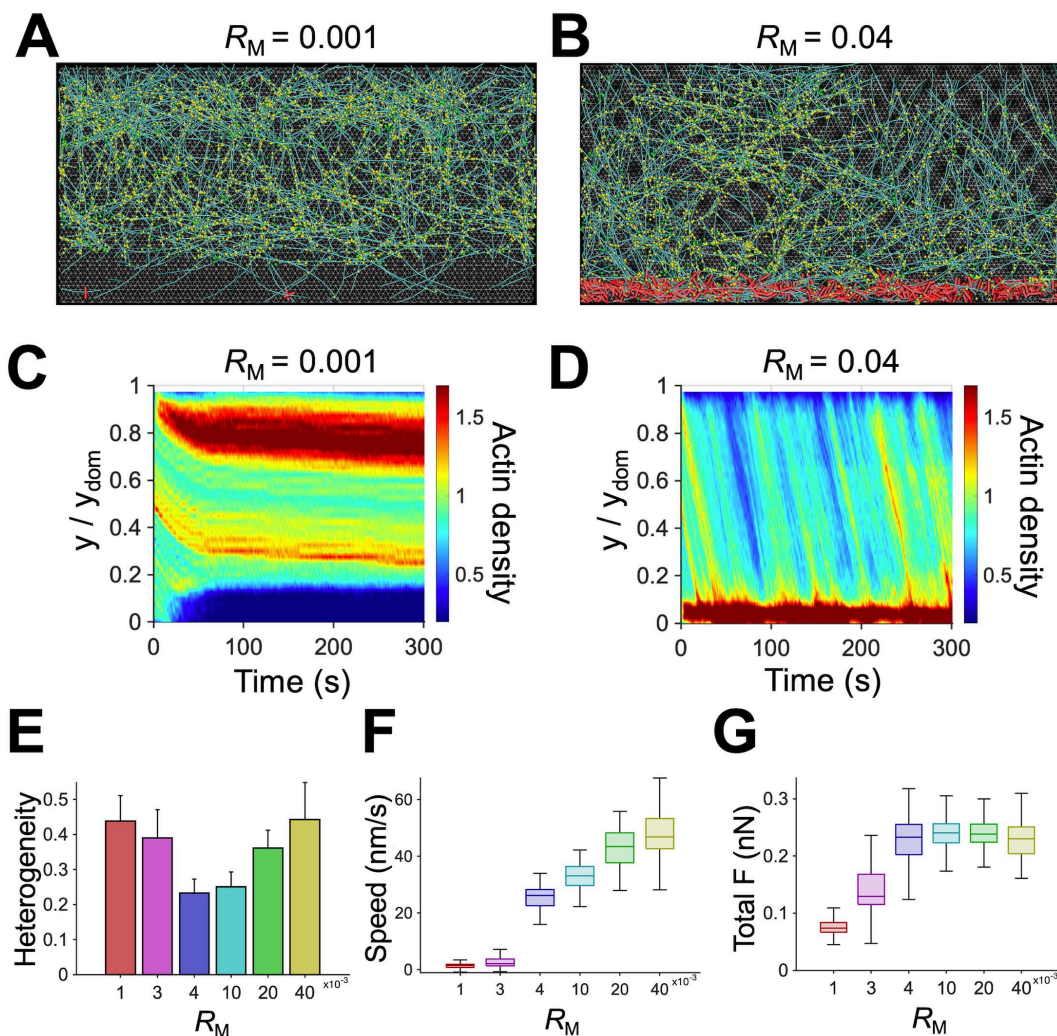 A
R_M = 0.001
B
R_M = 0.04
C
R_M = 0.001
1
0.8
0.6
0.4
0.2
0
y / y_dom
0 100 200 300
Time (s)
1.5
1
0.5
Actin density
D
R_M = 0.04
1
0.8
0.6
0.4
0.2
0
y / y_dom
0 100 200 300
Time (s)
1.5
1
0.5
Actin density
E
0.5
0.4
0.3
0.2
0.1
0
Heterogeneity
1 3 4 10 20 40 x10^-3
R_M
F
60
40
20
0
Speed (nm/s)
1 3 4 10 20 40 x10^-3
R_M
G
0.3
0.2
0.1
0
Total F (nN)
1 3 4 10 20 40 x10^-3
R_M